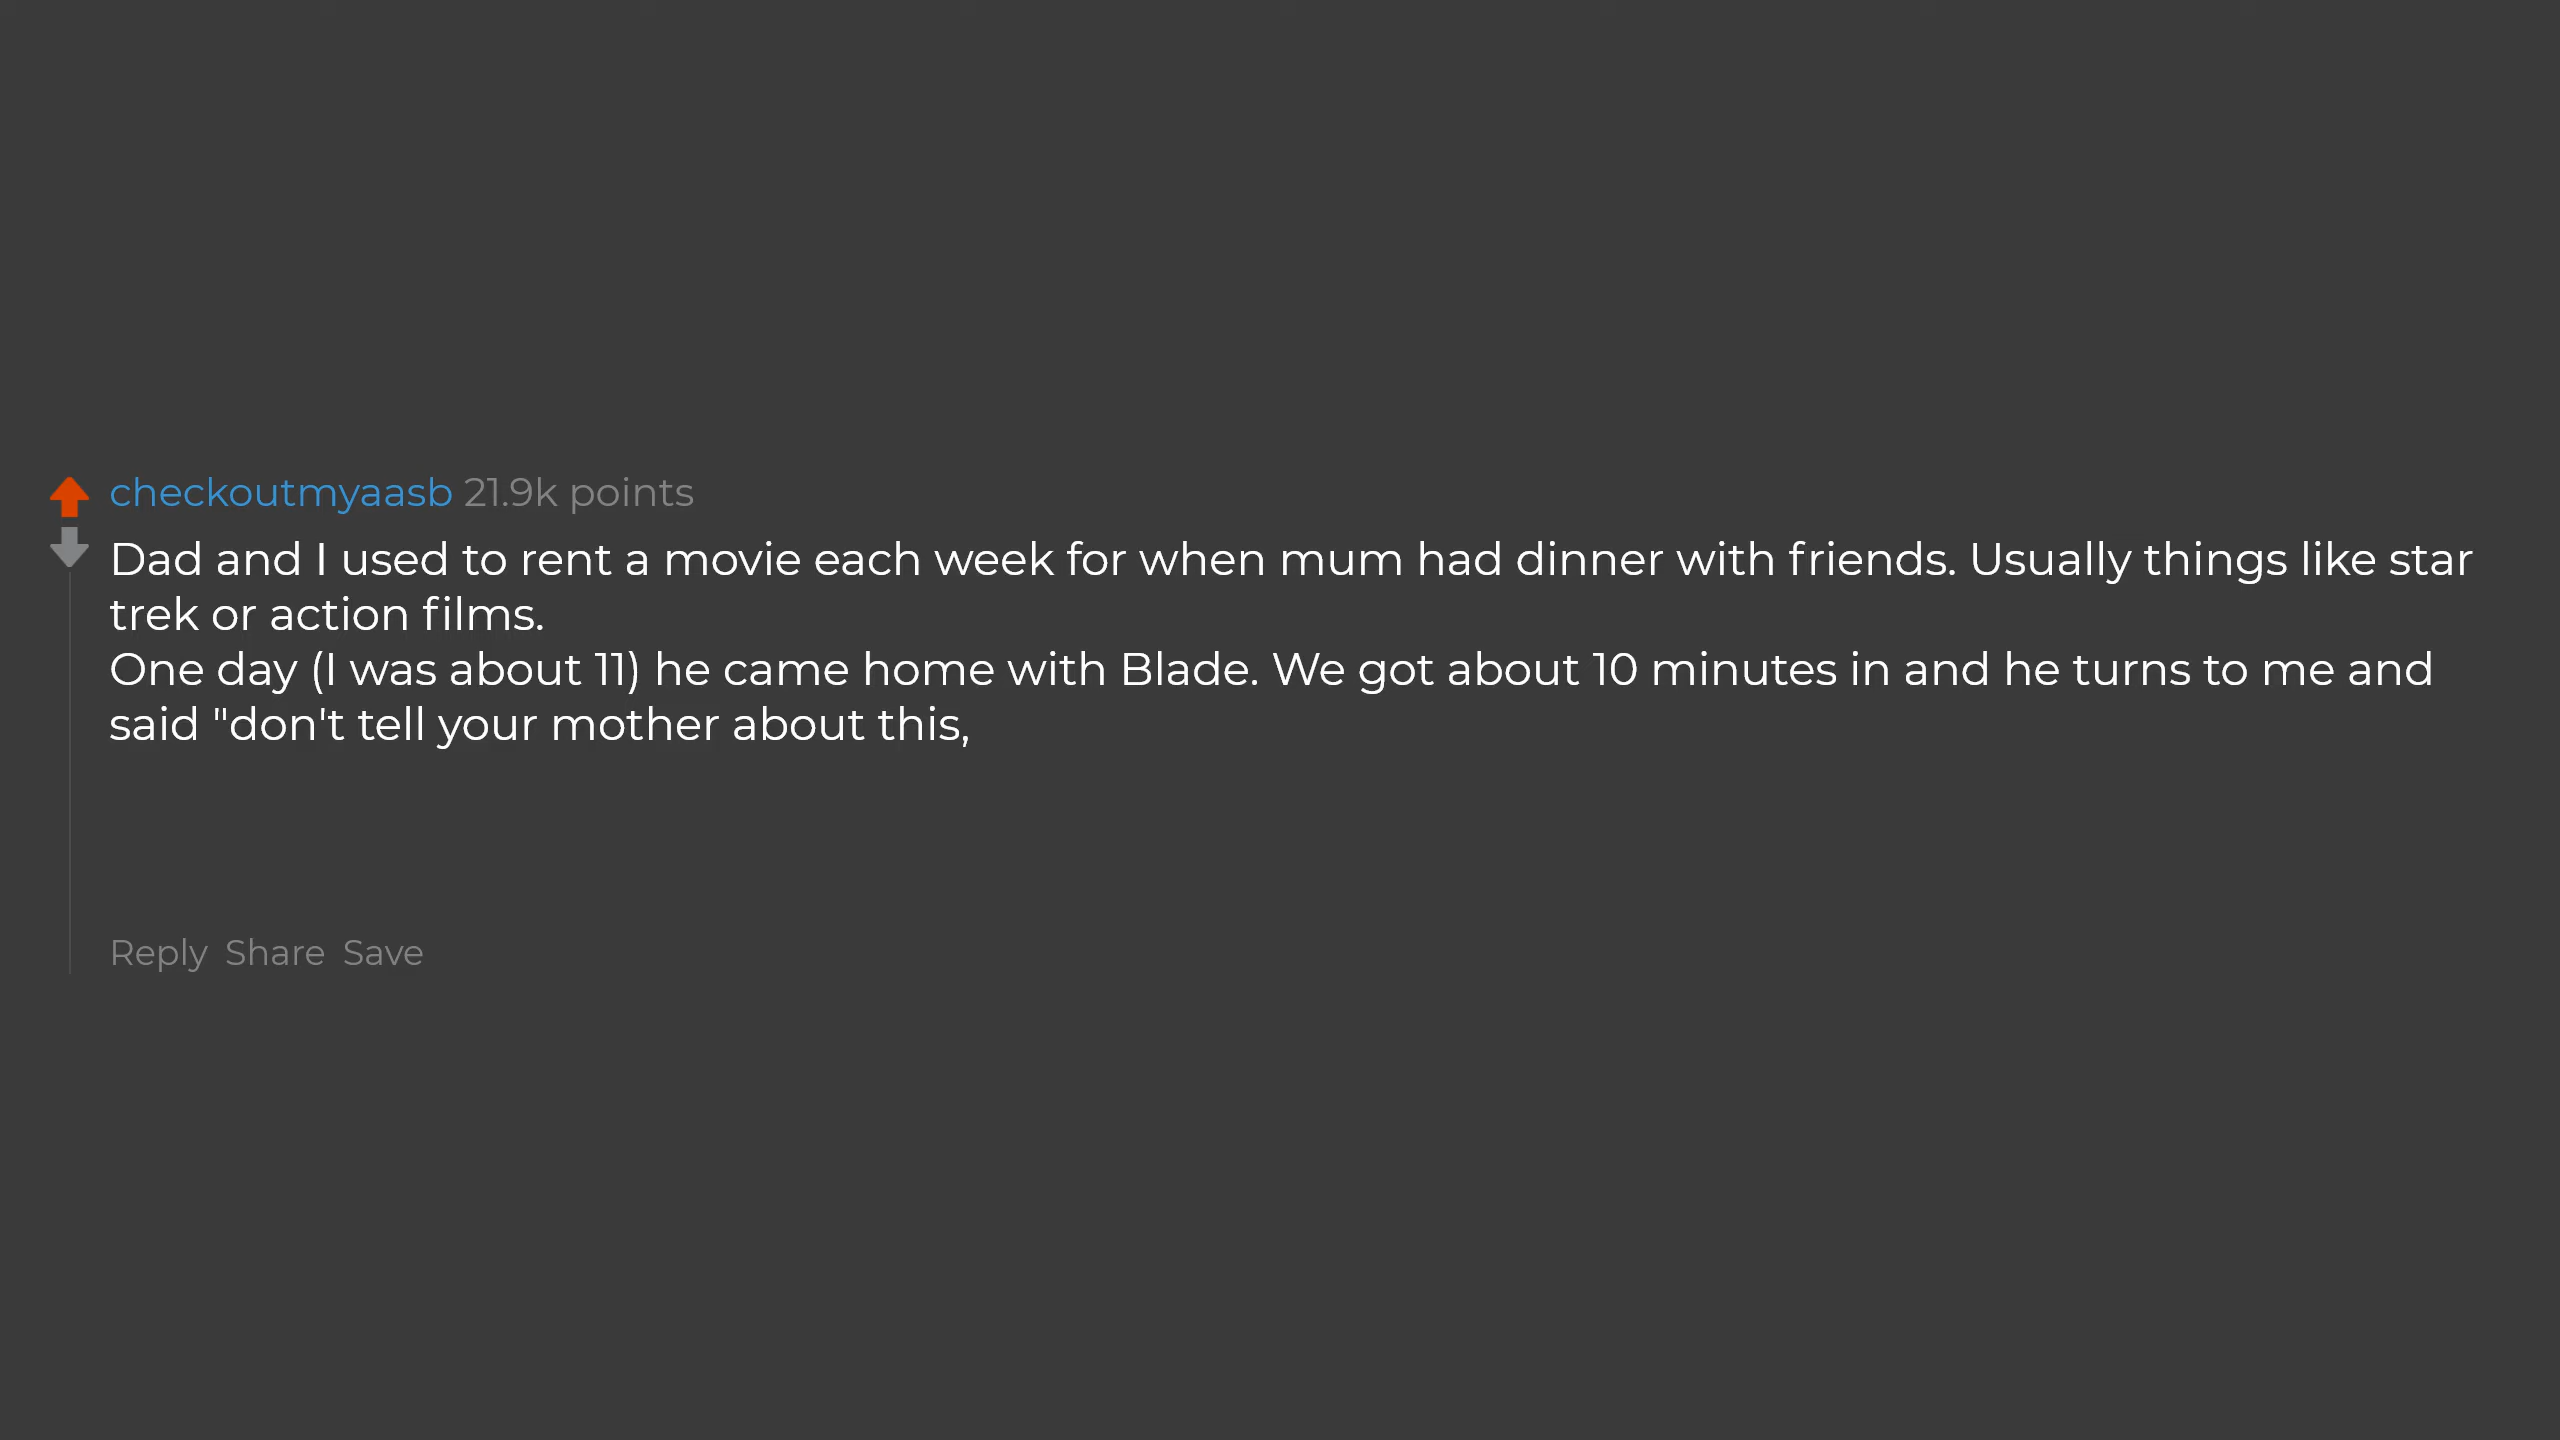 checkoutmyaasb 21.9k points
Dad and I used to rent a movie each week for when mum had dinner with friends. Usually things like star
trek or action films.
One day (I was about 11) he came home with Blade. We got about 10 minutes in and he turns to me and
said "don't tell your mother about this,
Reply Share Save